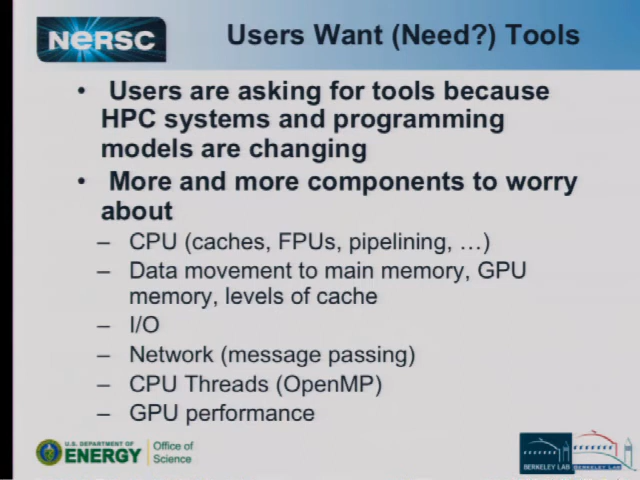 NERSC
Users Want (Need?) Tools
• Users are asking for tools because
HPC systems and programming
models are changing
• More and more components to worry
about
– CPU (caches, FPUs, pipelining, …)
– Data movement to main memory, GPU
memory, levels of cache
– I/O
– Network (message passing)
– CPU Threads (OpenMP)
– GPU performance
U.S. DEPARTMENT OF
ENERGY
Office of
Science
BERKELEY LAB
BERKELEY LAB